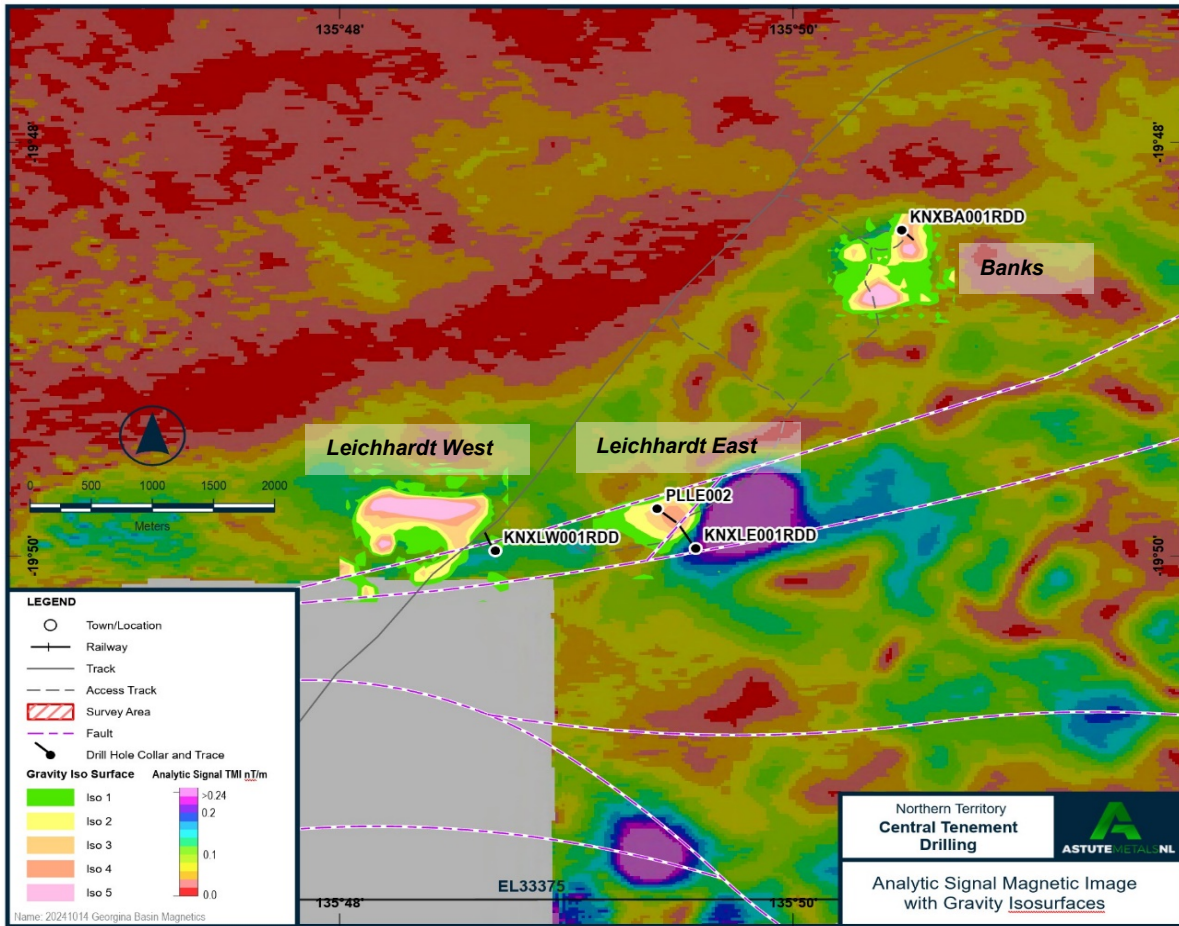 135°48'
135°50'
-19°48'
-19°48'
KNXBA001RDD
Banks
Leichhardt West
Leichhardt East
0 500 1000 1500 2000
Meters
PLLE002
KNXLW001RDD
KNXLE001RDD
-19°50'
-19°50'
LEGEND
Town/Location
Railway
Track
Access Track
Survey Area
Fault
Drill Hole Collar and Trace
Gravity Iso Surface
Iso 1
Iso 2
Iso 3
Iso 4
Iso 5
Analytic Signal TMI nT/m
>0.24
0.2
0.1
0.0
Name: 20241014 Georgina Basin Magnetics
EL33375
135°48'
135°50'
Northern Territory
Central Tenement
Drilling
ASTUTEMETALSNL
Analytic Signal Magnetic Image
with Gravity Isosurfaces